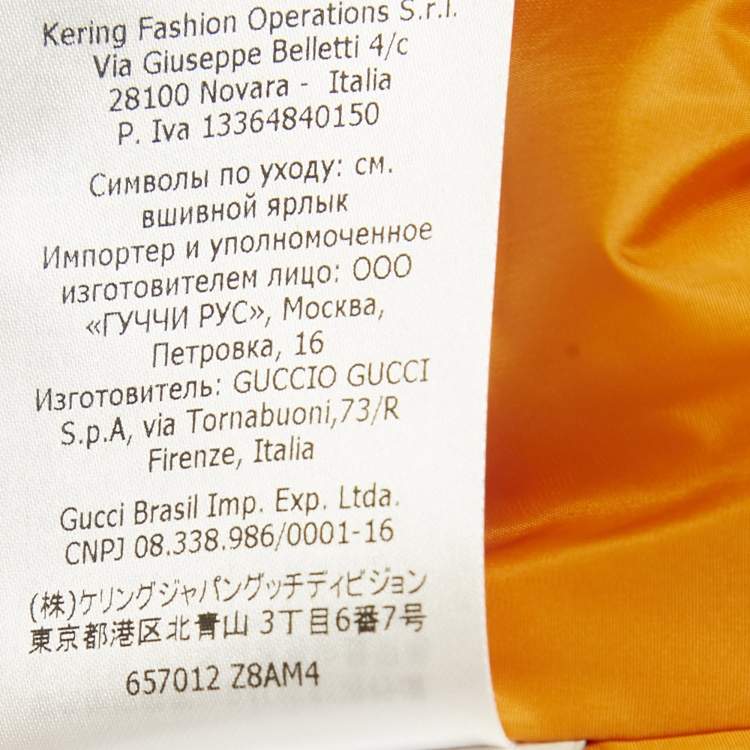 Kering Fashion Operations S.r.l.
Via Giuseppe Belletti 4/c
28100 Novara - Italia
P. Iva 13364840150
Символы по уходу: см.
вшивной ярлык
Импортер и уполномоченное
изготовителем лицо: ООО
«ГУЧЧИ РУС», Москва,
Петровка, 16
Изготовитель: GUCCIO GUCCI
S.p.A, via Tornabuoni,73/R
Firenze, Italia
Gucci Brasil Imp. Exp. Ltda.
CNPJ 08.338.986/0001-16
(株)ケリングジャパングッチディビジョン
東京都港区北青山 3丁目6番7号
657012 Z8AM4